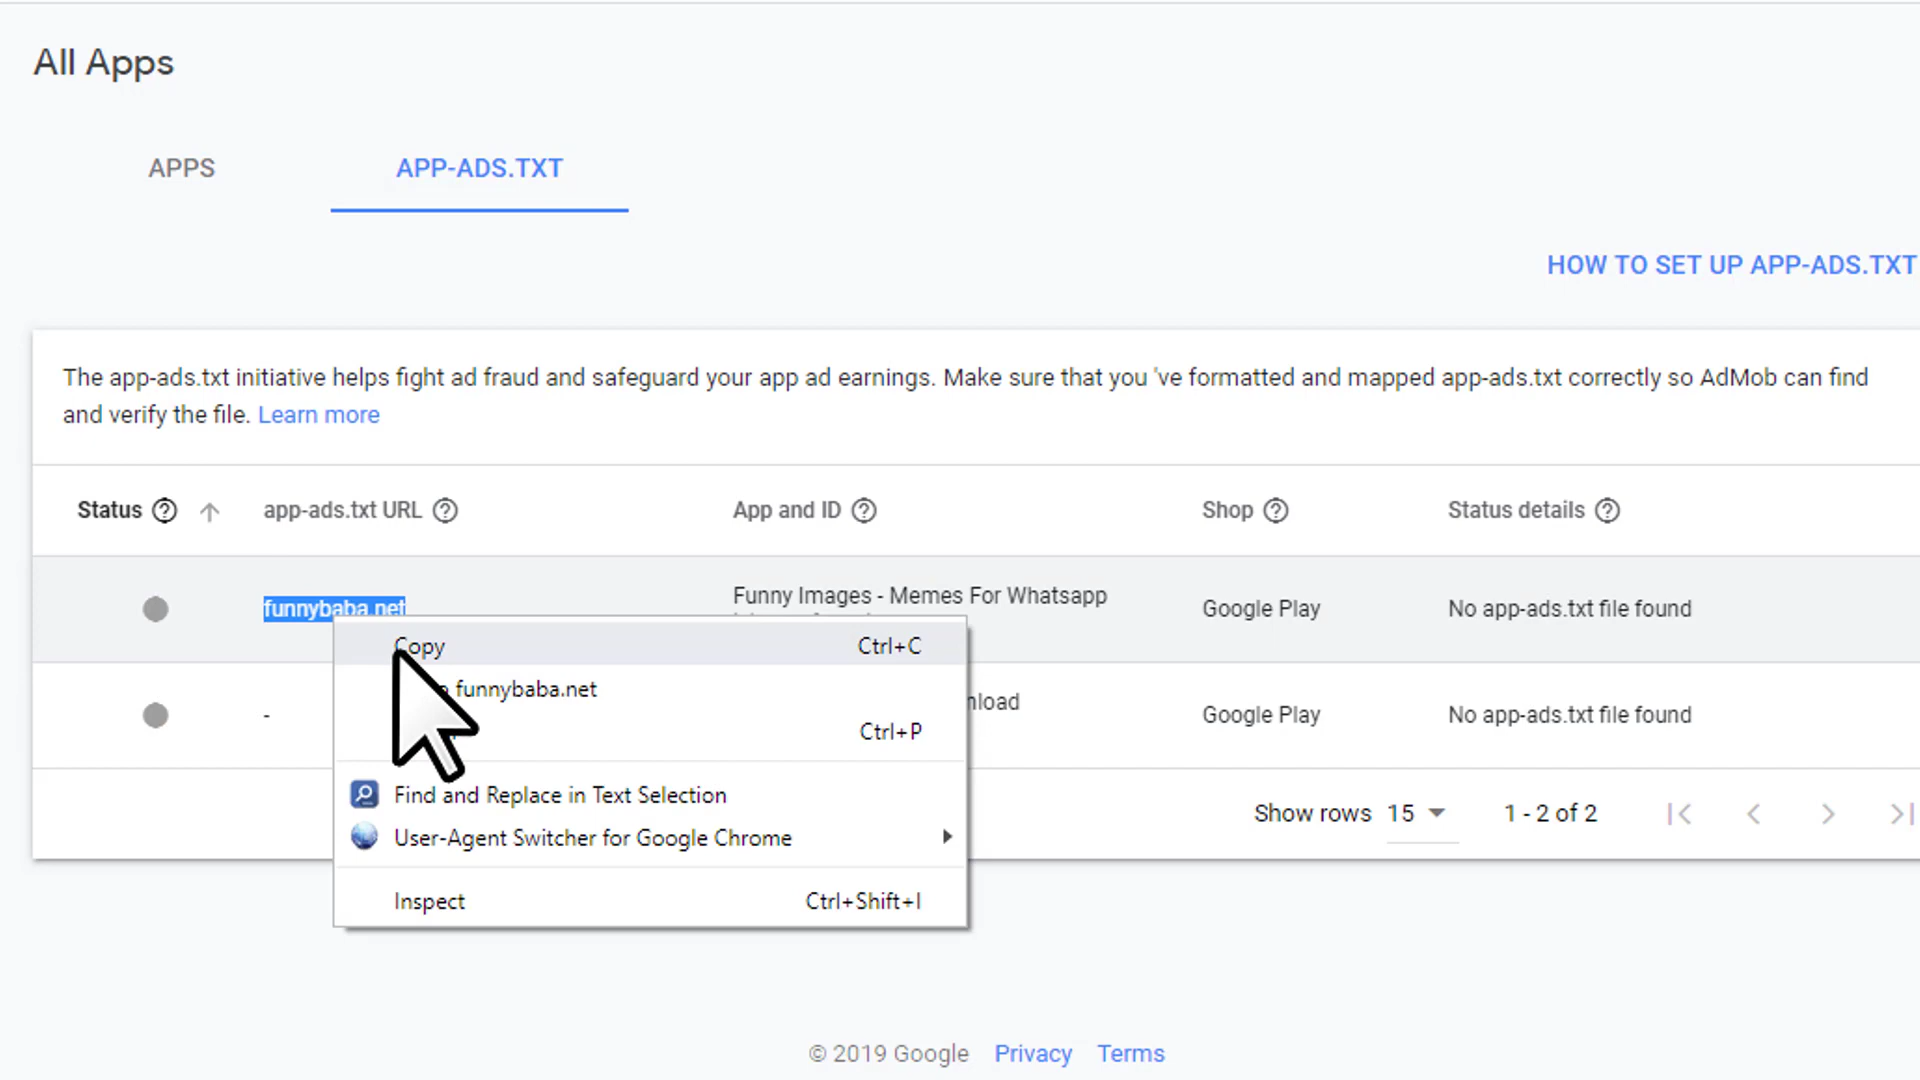 All Apps
APPS
APP-ADS.TXT
HOW TO SET UP APP-ADS.TXT
The app-ads.txt initiative helps fight ad fraud and safeguard your app ad earnings. Make sure that you 've formatted and mapped app-ads.txt correctly so AdMob can find
and verify the file. Learn more
Status app-ads.txt URL App and ID Shop Status details
funnybaba.net Funny Images - Memes For Whatsapp Google Play No app-ads.txt file found
Copy Ctrl+C
funnybaba.net
- Google Play No app-ads.txt file found
Ctrl+P
Find and Replace in Text Selection
Show rows 15 1 - 2 of 2
User-Agent Switcher for Google Chrome
Inspect Ctrl+Shift+I
© 2019 Google Privacy Terms